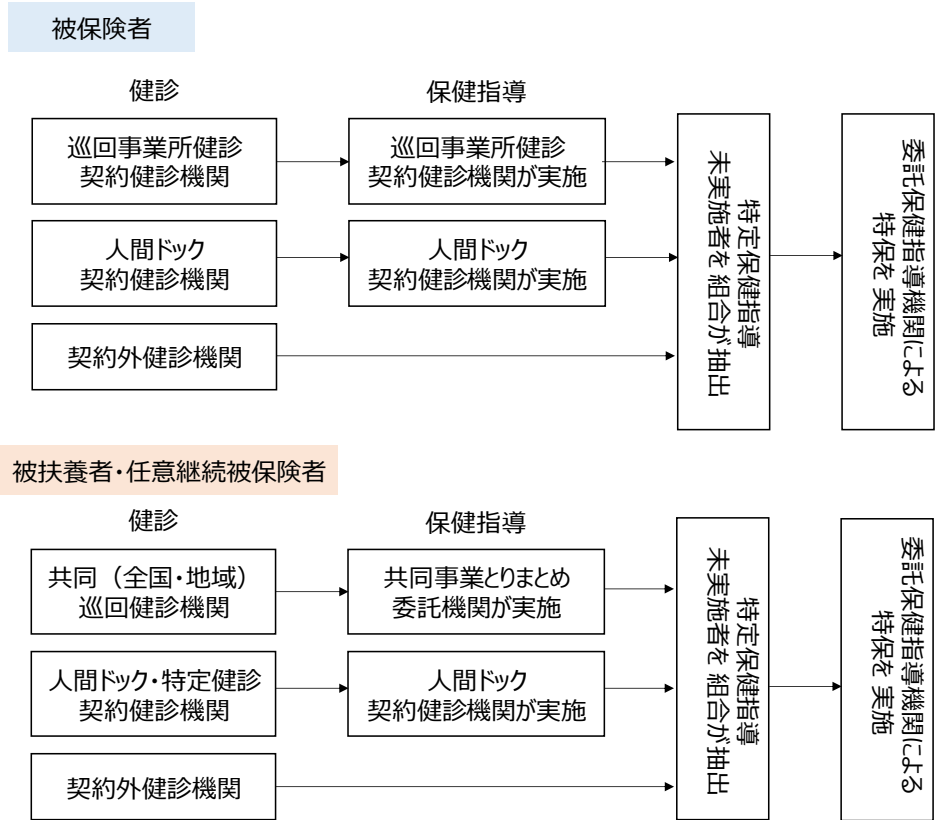 被保険者
健診
保健指導
巡回事業所健診
契約健診機関
巡回事業所健診
契約健診機関が実施
人間ドック
契約健診機関
人間ドック
契約健診機関が実施
契約外健診機関
特定保健指導
未実施者を組合が抽出
委託保健指導機関による
特保を実施
被扶養者・任意継続被保険者
健診
保健指導
共同（全国・地域）
巡回健診機関
共同事業とりまとめ
委託機関が実施
人間ドック・特定健診
契約健診機関
人間ドック
契約健診機関が実施
契約外健診機関
特定保健指導
未実施者を組合が抽出
委託保健指導機関による
特保を実施